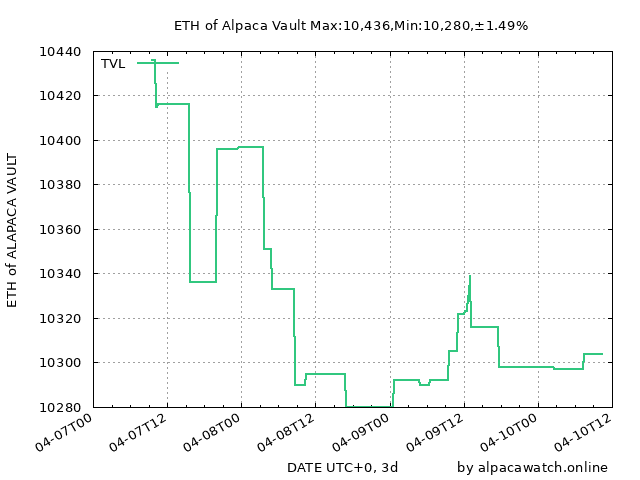 ETH of Alpaca Vault Max:10,436,Min:10,280,±1.49%
TVL
ETH of ALAPACA VAULT
10440
10420
10400
10380
10360
10340
10320
10300
10280
04-07T00
04-07T12
04-08T00
04-08T12
04-09T00
04-09T12
04-10T00
04-10T12
DATE UTC+0, 3d
by alpacawatch.online